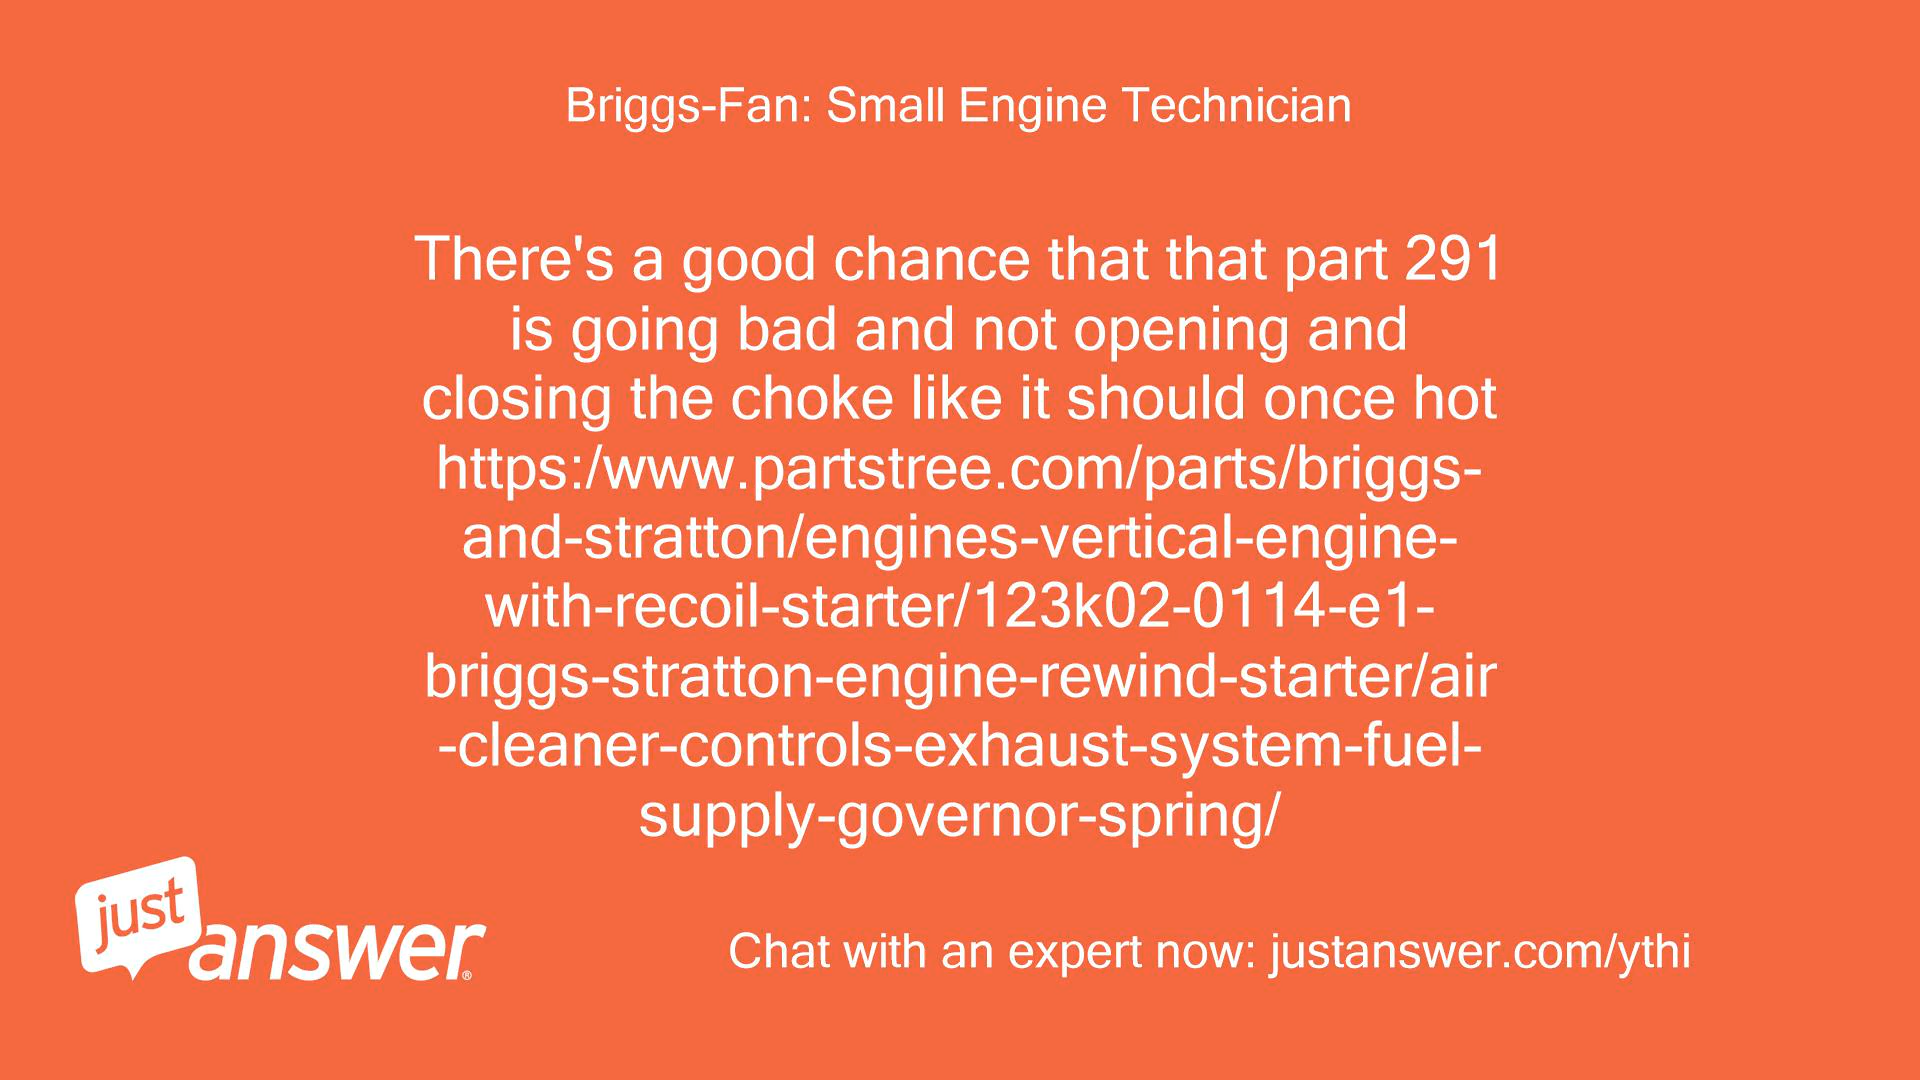 Briggs-Fan: Small Engine Technician
There's a good chance that that part 291
is going bad and not opening and
closing the choke like it should once hot
https:/www.partstree.com/parts/briggs-
and-stratton/engines-vertical-engine-
with-recoil-starter/123k02-0114-e1-
briggs-stratton-engine-rewind-starter/air
-cleaner-controls-exhaust-system-fuel-
supply-governor-spring/
just
answer®
Chat with an expert now: justanswer.com/ythi